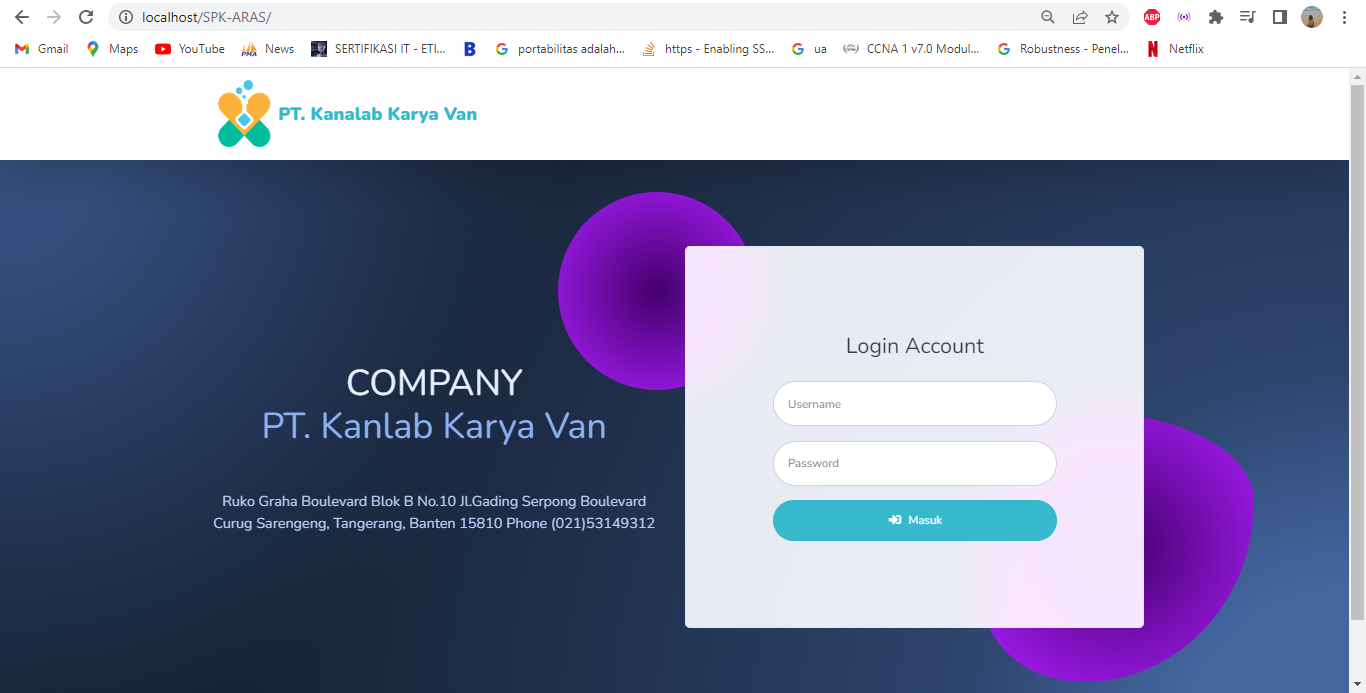 localhost/SPK-ARAS/
ABP
Gmail Maps YouTube News SERTIFIKASI IT - ETI... portabilitas adalah... https - Enabling SS... ua CCNA 1 v7.0 Modul... Robustness - Penel... Netflix
PT. Kanalab Karya Van
COMPANY
PT. Kanlab Karya Van
Ruko Graha Boulevard Blok B No.10 Jl.Gading Serpong Boulevard
Curug Sarengeng, Tangerang, Banten 15810 Phone (021)53149312
Login Account
Username
Password
Masuk